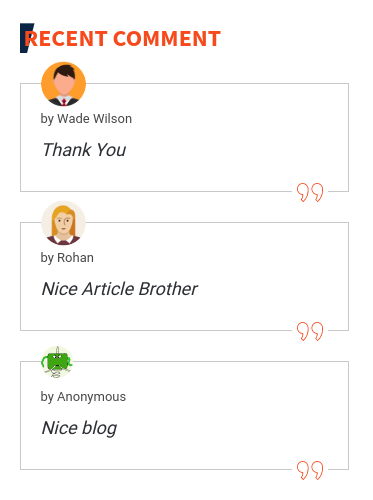 RECENT COMMENT
by Wade Wilson
Thank You
by Rohan
Nice Article Brother
by Anonymous
Nice blog